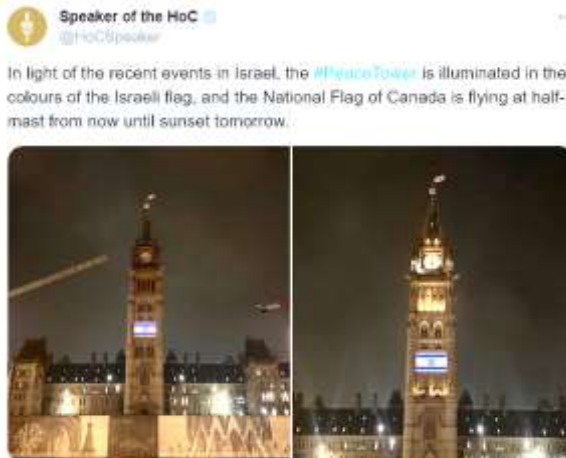 Speaker of the HoC
@HoCSpeaker
In light of the recent events in Israel, the #PeaceTower is illuminated in the
colours of the Israeli flag, and the National Flag of Canada is flying at half-
mast from now until sunset tomorrow.